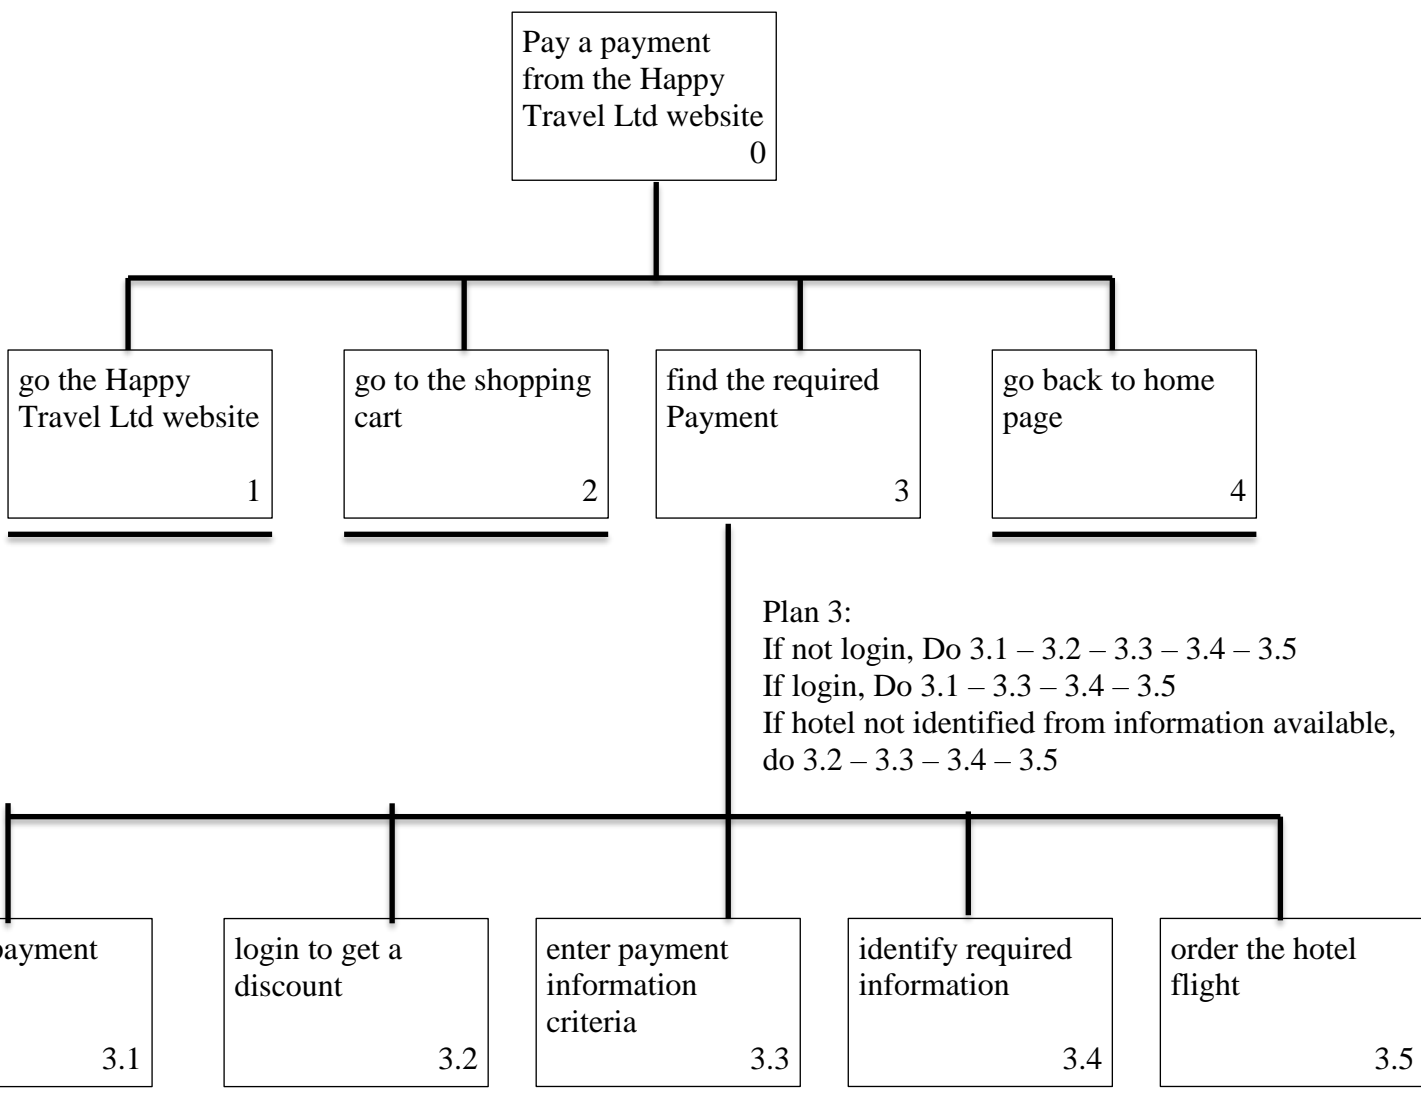 Pay a payment
from the Happy
Travel Ltd website
0
go the Happy
Travel Ltd website
1
go to the shopping
cart
2
find the required
Payment
3
go back to home
page
4
Plan 3:
If not login, Do 3.1 – 3.2 – 3.3 – 3.4 – 3.5
If login, Do 3.1 – 3.3 – 3.4 – 3.5
If hotel not identified from information available,
do 3.2 – 3.3 – 3.4 – 3.5
3.1
login to get a
discount
3.2
enter payment
information
criteria
3.3
identify required
information
3.4
order the hotel
flight
3.5